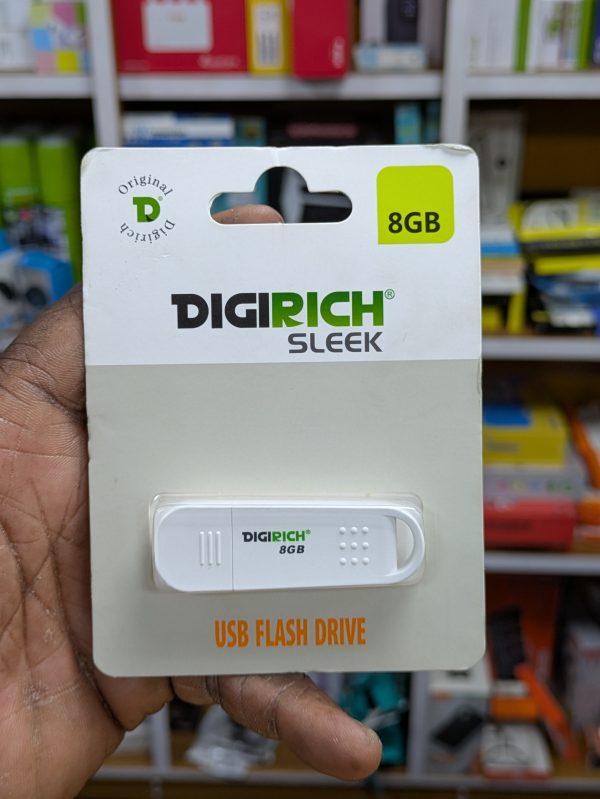 Original
D®
Digirich
8GB
DIGIRICH®
SLEEK
DIGIRICH®
8GB
USB FLASH DRIVE